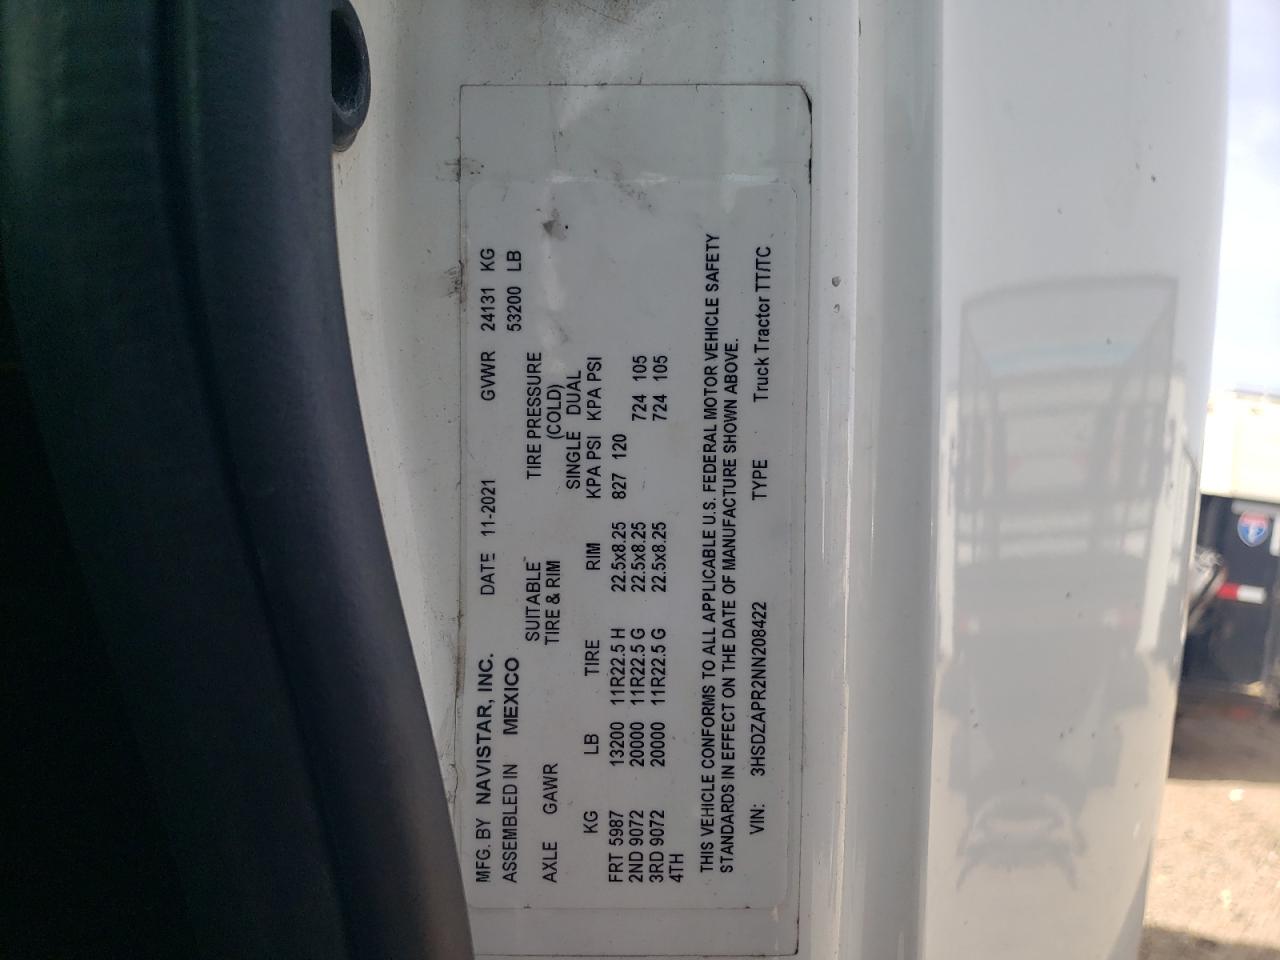 MFG. BY NAVISTAR, INC. DATE 11-2021 GVWR 24131 KG
ASSEMBLED IN MEXICO 53200 LB
SUITABLE TIRE PRESSURE
AXLE GAWR TIRE & RIM (COLD)
SINGLE DUAL
KG LB TIRE RIM KPA PSI KPA PSI
FRT 5987 13200 11R22.5 H 22.5x8.25 827 120
2ND 9072 20000 11R22.5 G 22.5x8.25 724 105
3RD 9072 20000 11R22.5 G 22.5x8.25 724 105
4TH
THIS VEHICLE CONFORMS TO ALL APPLICABLE U.S. FEDERAL MOTOR VEHICLE SAFETY
STANDARDS IN EFFECT ON THE DATE OF MANUFACTURE SHOWN ABOVE.
VIN: 3HSDZAPR2NN208422 TYPE Truck Tractor TT/TC